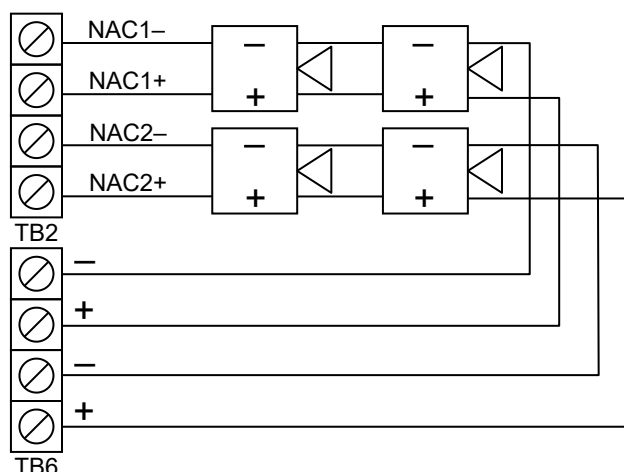 NAC1–
– –
NAC1+
+ +
NAC2–
– –
NAC2+
+ +
TB2
–
+
–
+
TB6